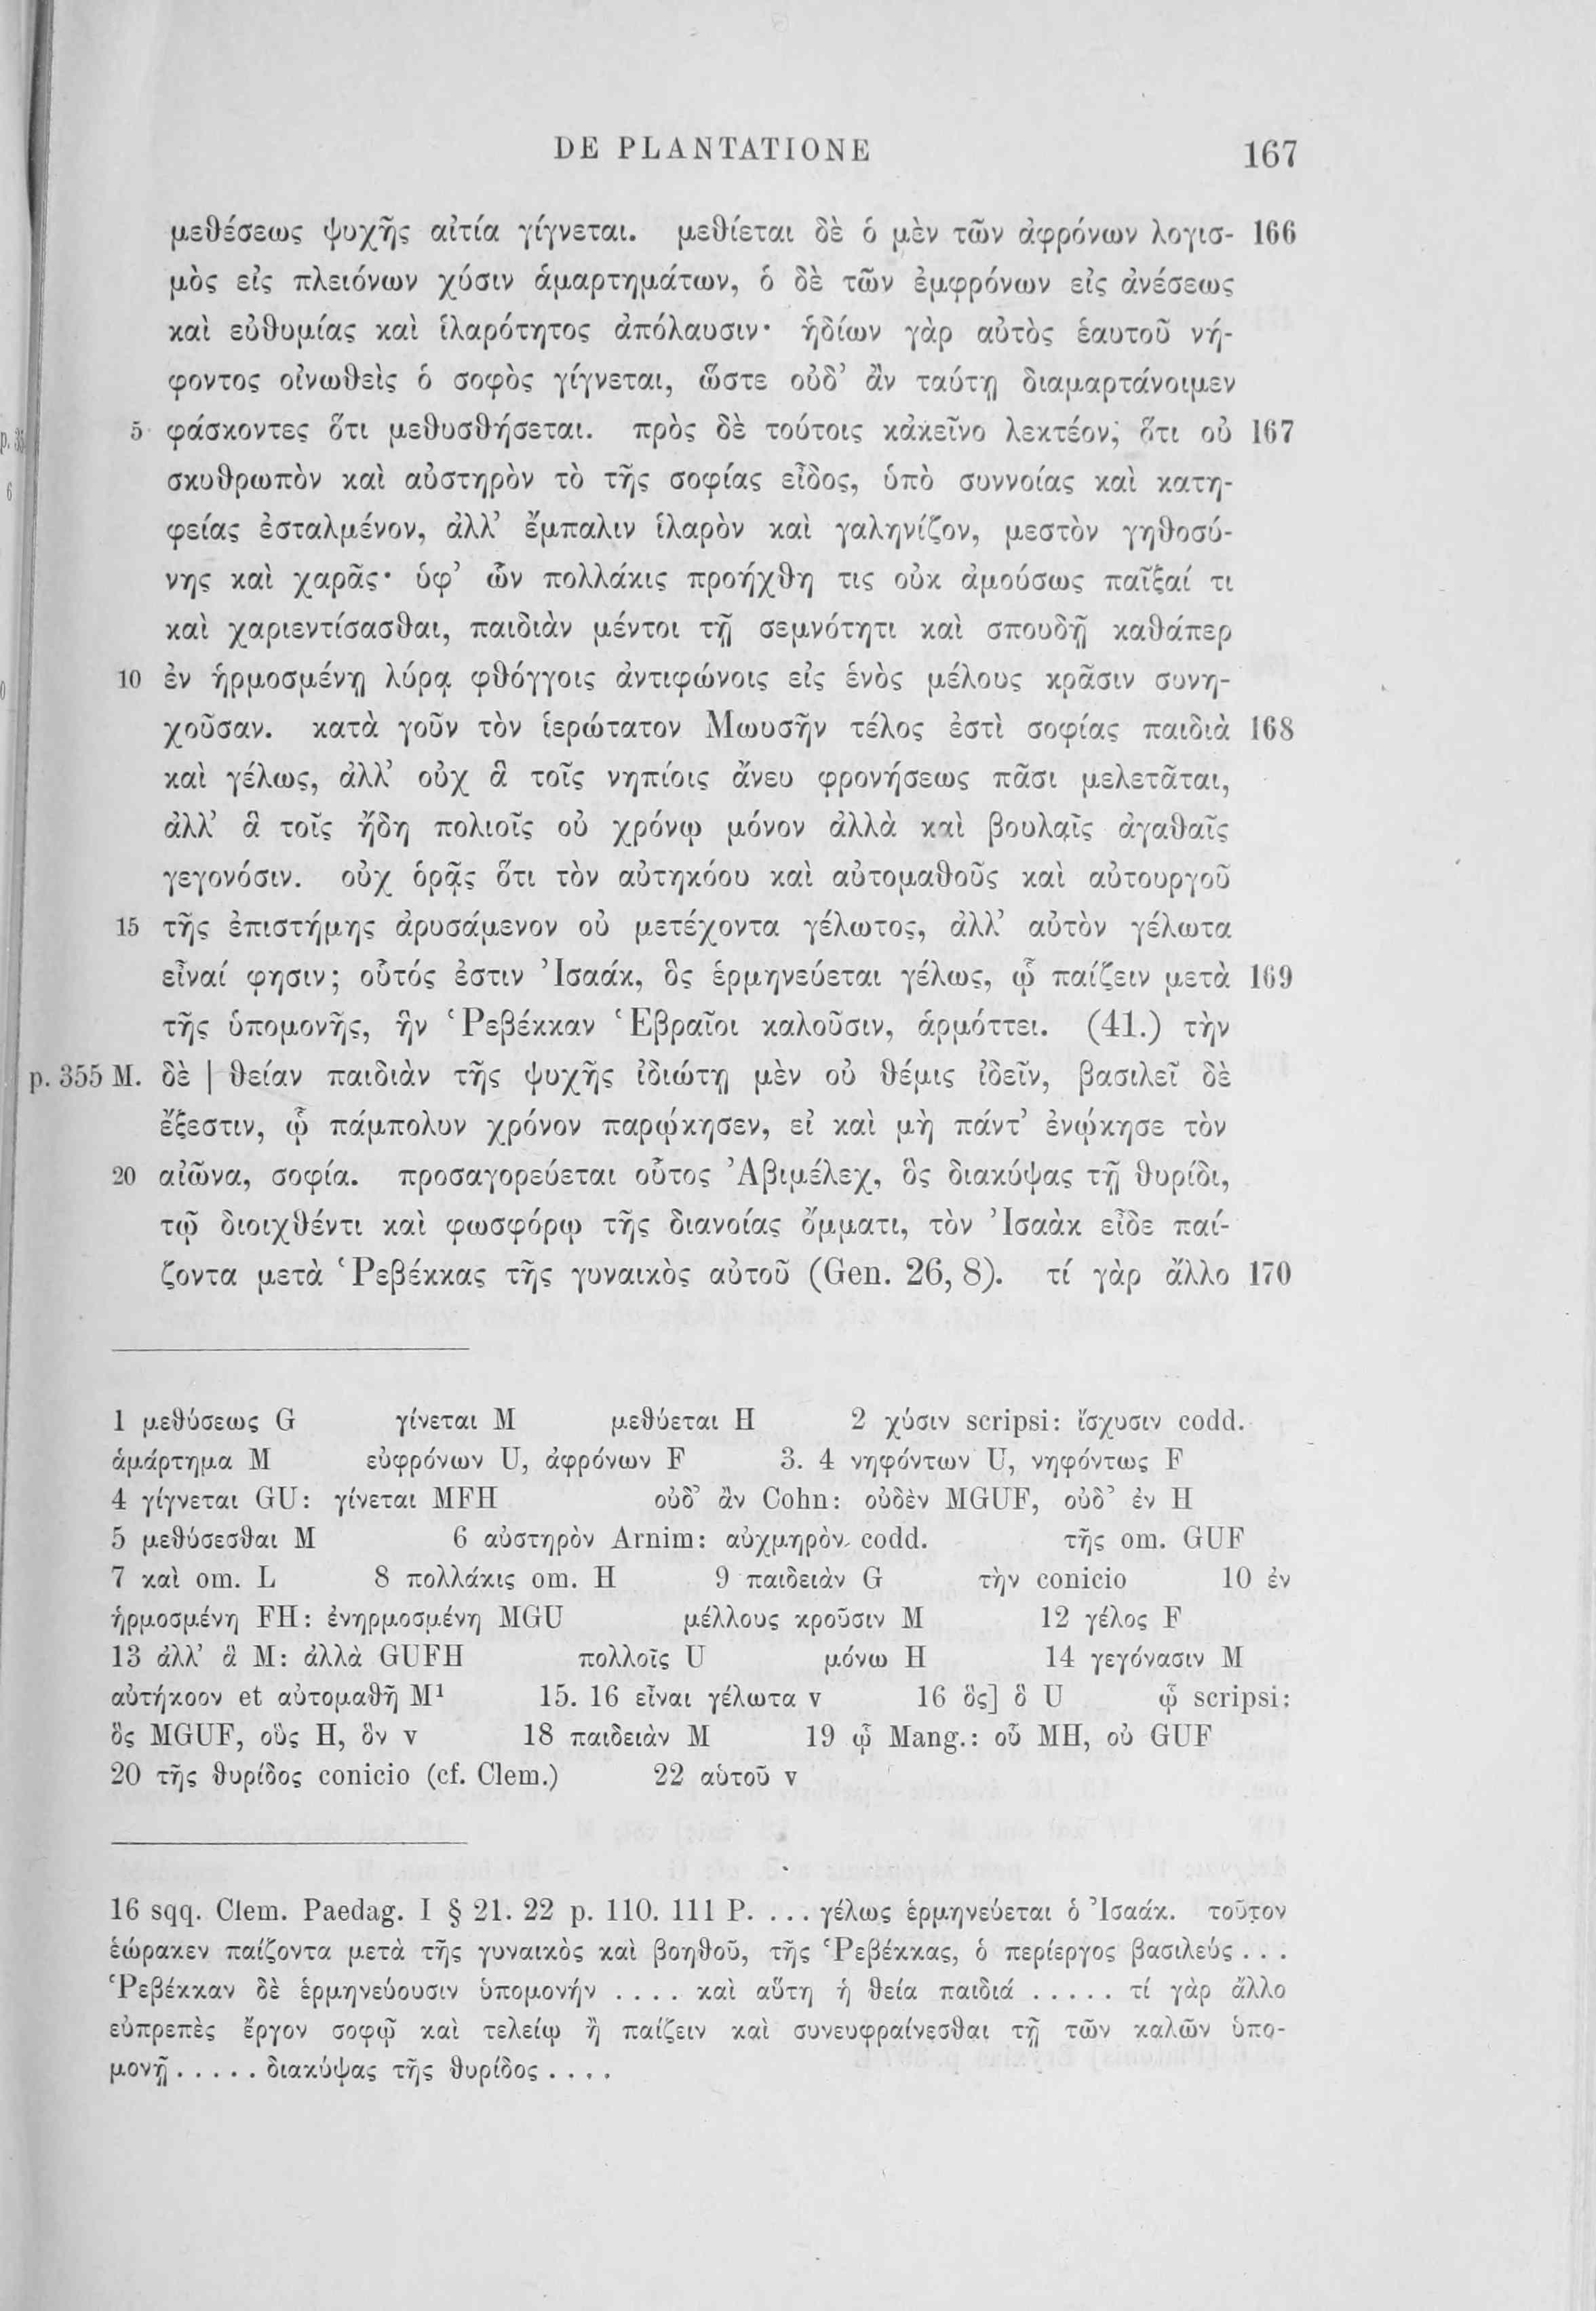 DE PLANTATIONE 167
μεθέσεως ψυχῆς αἰτία γίγνεται. μεθίεται δὲ ὁ μὲν τῶν ἀφρόνων λογισ- 166
μὸς εἰς πλειόνων χύσιν ἁμαρτημάτων, ὁ δὲ τῶν ἐμφρόνων εἰς ἀνέσεως
καὶ εὐθυμίας καὶ ἱλαρότητος ἀπόλαυσιν· ἡδίων γὰρ αὐτὸς ἑαυτοῦ νή-
φοντος οἰνωθεὶς ὁ σοφὸς γίγνεται, ὥστε οὐδ’ ἂν ταύτῃ διαμαρτάνοιμεν
5 φάσκοντες ὅτι μεθυσθήσεται. πρὸς δὲ τούτοις κἀκεῖνο λεκτέον, ὅτι οὐ 167
σκυθρωπὸν καὶ αὐστηρὸν τὸ τῆς σοφίας εἶδος, ὑπὸ συννοίας καὶ κατη-
φείας ἐσταλμένον, ἀλλ’ ἔμπαλιν ἱλαρὸν καὶ γαληνίζον, μεστὸν γηθοσύ-
νης καὶ χαρᾶς· ὑφ’ ὧν πολλάκις προήχθη τις οὐκ ἀμούσως παῖξαί τι
καὶ χαριεντίσασθαι, παιδιὰν μέντοι τῇ σεμνότητι καὶ σπουδῇ καθάπερ
10 ἐν ἡρμοσμένῃ λύρᾳ φθόγγοις ἀντιφώνοις εἰς ἑνὸς μέλους κρᾶσιν συνη-
χοῦσαν. κατὰ γοῦν τὸν ἱερώτατον Μωυσῆν τέλος ἐστὶ σοφίας παιδιὰ 168
καὶ γέλως, ἀλλ’ οὐχ ἃ τοῖς νηπίοις ἄνευ φρονήσεως πᾶσι μελετᾶται,
ἀλλ’ ἃ τοῖς ἤδη πολιοῖς οὐ χρόνῳ μόνον ἀλλὰ καὶ βουλαῖς ἀγαθαῖς
γεγονόσιν. οὐχ ὁρᾷς ὅτι τὸν αὐτηκόου καὶ αὐτομαθοῦς καὶ αὐτουργοῦ
15 τῆς ἐπιστήμης ἀρυσάμενον οὐ μετέχοντα γέλωτος, ἀλλ’ αὐτὸν γέλωτα
εἶναί φησιν; οὗτός ἐστιν Ἰσαάκ, ὃς ἑρμηνεύεται γέλως, ᾧ παίζειν μετὰ 169
τῆς ὑπομονῆς, ἣν Ῥεβέκκαν Ἑβραῖοι καλοῦσιν, ἁρμόττει. (41.) τὴν
p. 355 M. δὲ | θείαν παιδιὰν τῆς ψυχῆς ἰδιώτῃ μὲν οὐ θέμις ἰδεῖν, βασιλεῖ δὲ
ἔξεστιν, ᾧ πάμπολυν χρόνον παρῴκησεν, εἰ καὶ μὴ πάντ’ ἐνῴκησε τὸν
20 αἰῶνα, σοφία. προσαγορεύεται οὗτος Ἀβιμέλεχ, ὃς διακύψας τῇ θυρίδι,
τῷ διοιχθέντι καὶ φωσφόρῳ τῆς διανοίας ὄμματι, τὸν Ἰσαὰκ εἶδε παί-
ζοντα μετὰ Ῥεβέκκας τῆς γυναικὸς αὐτοῦ (Gen. 26, 8). τί γὰρ ἄλλο 170
1 μεθύσεως G γίνεται M μεθύεται H 2 χύσιν scripsi: ἴσχυσιν codd.
ἁμάρτημα M εὐφρόνων U, ἀφρόνων F 3. 4 νηφόντων U, νηφόντως F
4 γίγνεται GU: γίνεται MFH οὐδ’ ἂν Cohn: οὐδὲν MGUF, οὐδ’ ἐν H
5 μεθύσεσθαι M 6 αὐστηρὸν Arnim: αὐχμηρὸν codd. τῆς om. GUF
7 καὶ om. L 8 πολλάκις om. H 9 παιδειὰν G τὴν conicio 10 ἐν
ἡρμοσμένη FH: ἐνηρμοσμένη MGU μέλλους κροῦσιν M 12 γέλος F
13 ἀλλ’ ἃ M: ἀλλὰ GUFH πολλοῖς U μόνω H 14 γεγόνασιν M
αὐτήκοον et αὐτομαθῆ M¹ 15. 16 εἶναι γέλωτα v 16 ὃς] ὃ U ᾧ scripsi:
ὃς MGUF, οὓς H, ὃν v 18 παιδειὰν M 19 ᾧ Mang.: οὗ MH, οὐ GUF
20 τῆς θυρίδος conicio (cf. Clem.) 22 αὑτοῦ v
16 sqq. Clem. Paedag. I § 21. 22 p. 110. 111 P. ... γέλως ἑρμηνεύεται ὁ Ἰσαάκ. τοῦτον
ἑώρακεν παίζοντα μετὰ τῆς γυναικὸς καὶ βοηθοῦ, τῆς Ῥεβέκκας, ὁ περίεργος βασιλεύς ...
Ῥεβέκκαν δὲ ἑρμηνεύουσιν ὑπομονήν .... καὶ αὕτη ἡ θεία παιδιά ..... τί γὰρ ἄλλο
εὐπρεπὲς ἔργον σοφῷ καὶ τελείῳ ἢ παίζειν καὶ συνευφραίνεσθαι τῇ τῶν καλῶν ὑπο-
μονῇ ..... διακύψας τῆς θυρίδος ....